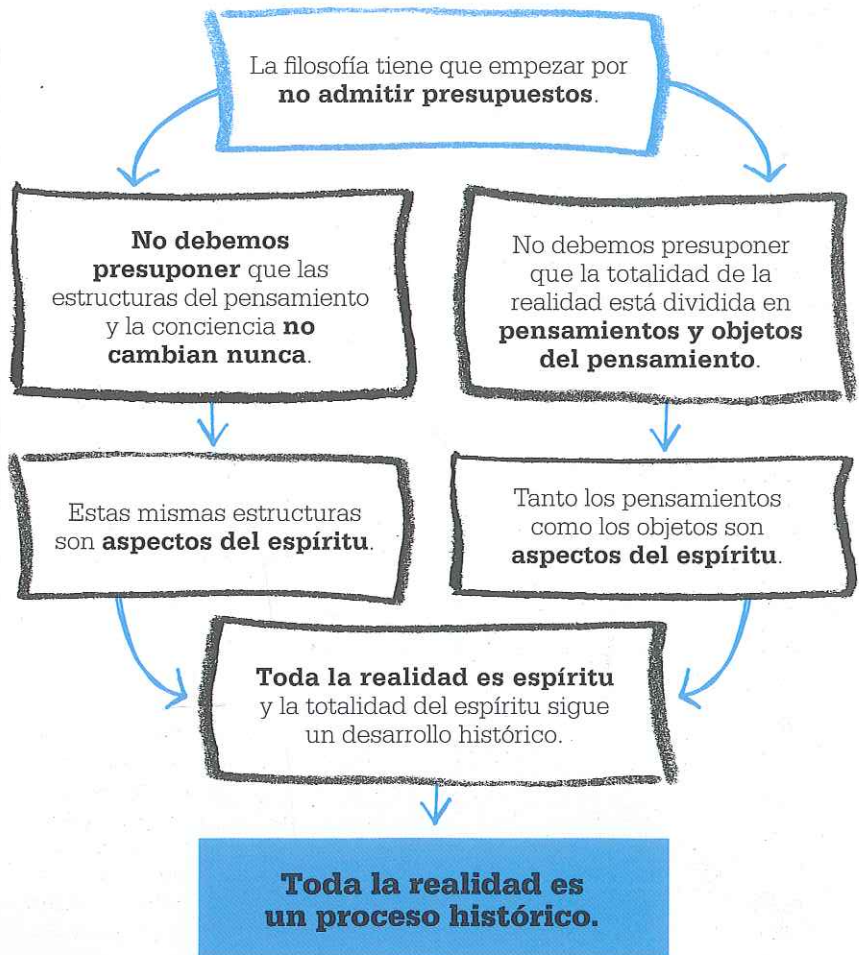 La filosofía tiene que empezar por
no admitir presupuestos.
No debemos
presuponer que las
estructuras del pensamiento
y la conciencia no
cambian nunca.
No debemos presuponer
que la totalidad de la
realidad está dividida en
pensamientos y objetos
del pensamiento.
Estas mismas estructuras
son aspectos del espíritu.
Tanto los pensamientos
como los objetos son
aspectos del espíritu.
Toda la realidad es espíritu
y la totalidad del espíritu sigue
un desarrollo histórico.
Toda la realidad es
un proceso histórico.